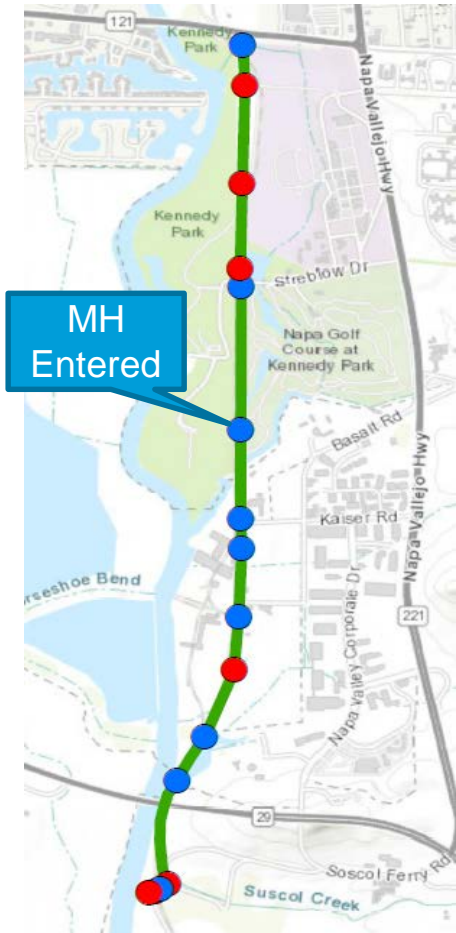 121
Kennedy
Park
Napa Vallejo Hwy
Kennedy
Park
Streblow Dr
MH
Entered
Napa Golf
Course at
Kennedy Park
Basalt Rd
Kaiser Rd
Napa Vallejo Hwy
rseshoe Bend
221
Napa Valley Corporate Dr
29
Soscol Ferry Rd
Suscol Creek